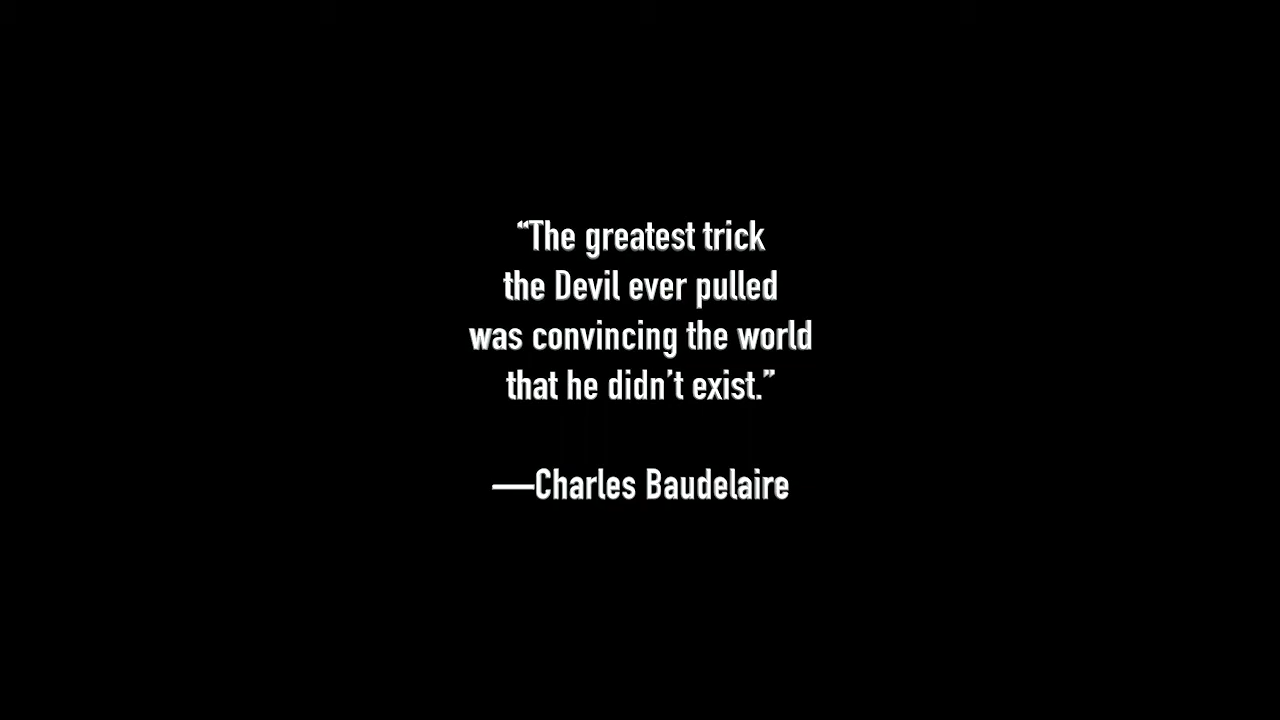 “The greatest trick
the Devil ever pulled
was convincing the world
that he didn’t exist.”
—Charles Baudelaire